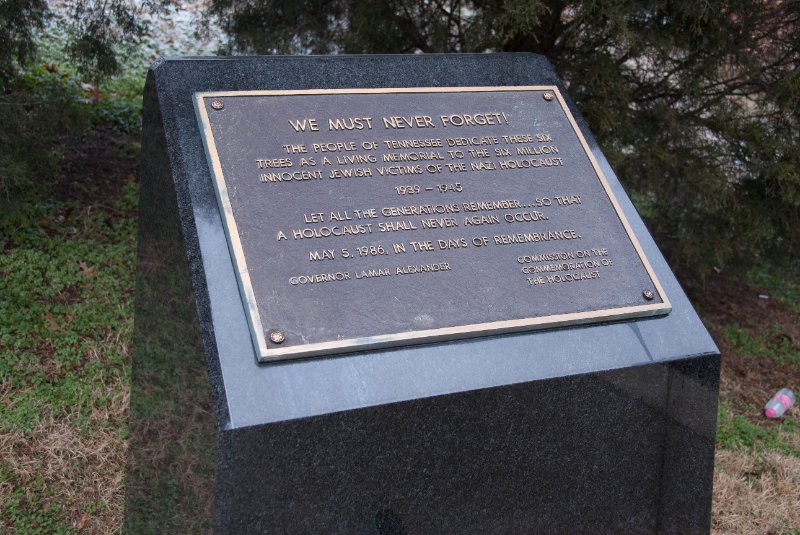 WE MUST NEVER FORGET!
THE PEOPLE OF TENNESSEE DEDICATE THESE SIX
TREES AS A LIVING MEMORIAL TO THE SIX MILLION
INNOCENT JEWISH VICTIMS OF THE NAZI HOLOCAUST
1939 – 1945
LET ALL THE GENERATIONS REMEMBER....SO THAT
A HOLOCAUST SHALL NEVER AGAIN OCCUR.
MAY 5, 1986, IN THE DAYS OF REMEMBRANCE.
GOVERNOR LAMAR ALEXANDER
COMMISSION ON THE
COMMEMORATION OF
THE HOLOCAUST